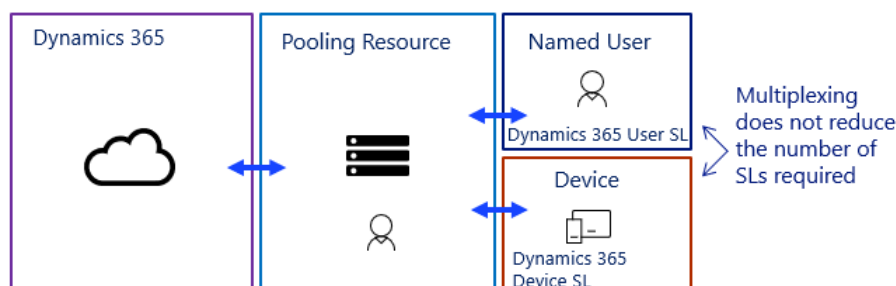 Dynamics 365
Pooling Resource
Named User
Dynamics 365 User SL
Device
Dynamics 365
Device SL
Multiplexing
does not reduce
the number of
SLs required